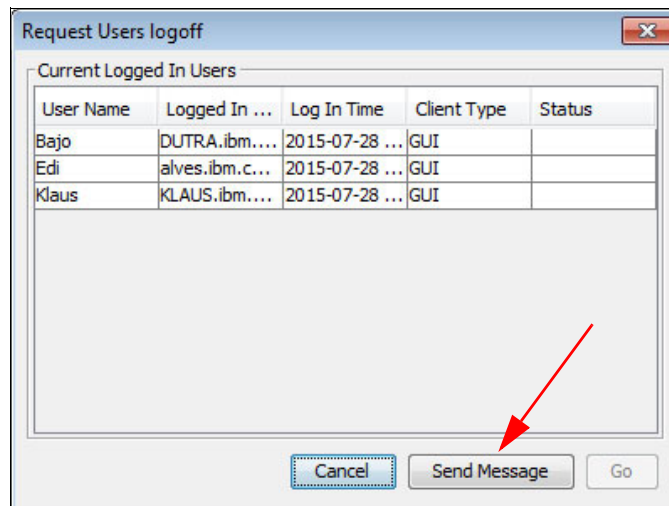 Request Users logoff
Current Logged In Users
User Name Logged In ... Log In Time Client Type Status
Bajo DUTRA.ibm.... 2015-07-28 ... GUI
Edi alves.ibm.c... 2015-07-28 ... GUI
Klaus KLAUS.ibm.... 2015-07-28 ... GUI
Cancel Send Message Go